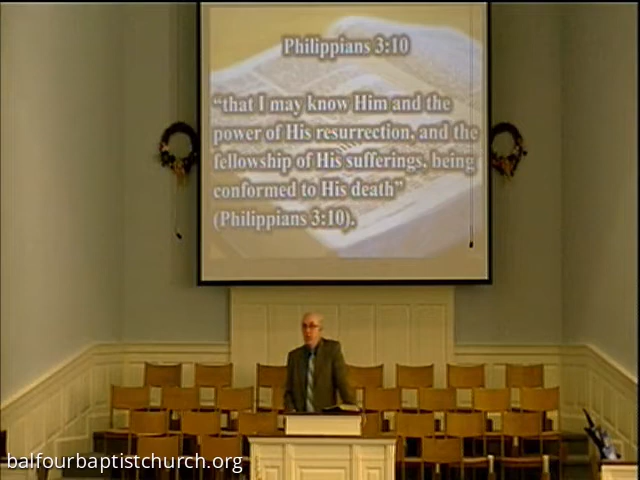 Philippians 3:10
“that I may know Him and the
power of His resurrection, and the
fellowship of His sufferings, being
conformed to His death”
(Philippians 3:10).
balfourbaptistchurch.org